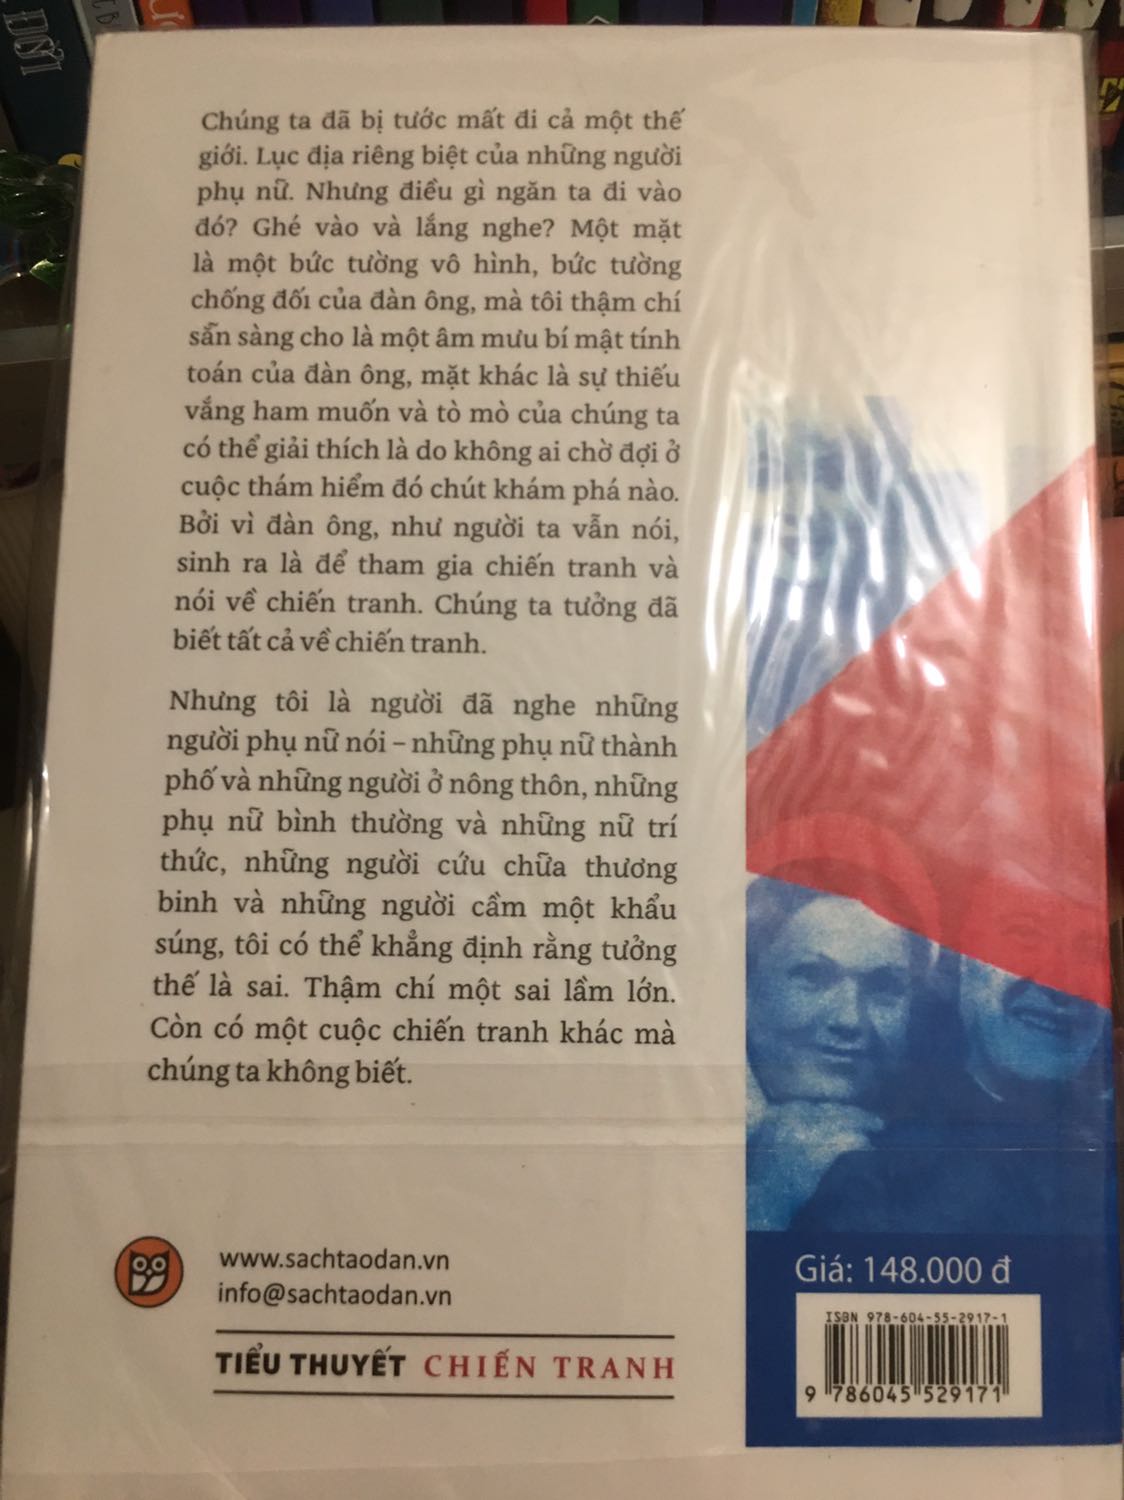 ĐỜI
Chúng ta đã bị tước mất đi cả một thế
giới. Lục địa riêng biệt của những người
phụ nữ. Nhưng điều gì ngăn ta đi vào
đó? Ghé vào và lắng nghe? Một mặt
là một bức tường vô hình, bức tường
chống đối của đàn ông, mà tôi thậm chí
sẵn sàng cho là một âm mưu bí mật tính
toán của đàn ông, mặt khác là sự thiếu
vắng ham muốn và tò mò của chúng ta
có thể giải thích là do không ai chờ đợi ở
cuộc thám hiểm đó chút khám phá nào.
Bởi vì đàn ông, như người ta vẫn nói,
sinh ra là để tham gia chiến tranh và
nói về chiến tranh. Chúng ta tưởng đã
biết tất cả về chiến tranh.
Nhưng tôi là người đã nghe những
người phụ nữ nói – những phụ nữ thành
phố và những người ở nông thôn, những
phụ nữ bình thường và những nữ trí
thức, những người cứu chữa thương
binh và những người cầm một khẩu
súng, tôi có thể khẳng định rằng tưởng
thế là sai. Thậm chí một sai lầm lớn.
Còn có một cuộc chiến tranh khác mà
chúng ta không biết.
www.sachtaodan.vn
info@sachtaodan.vn
TIỂU THUYẾT CHIẾN TRANH
Giá: 148.000 đ
ISBN 978-604-55-2917-1
9 786045 529171